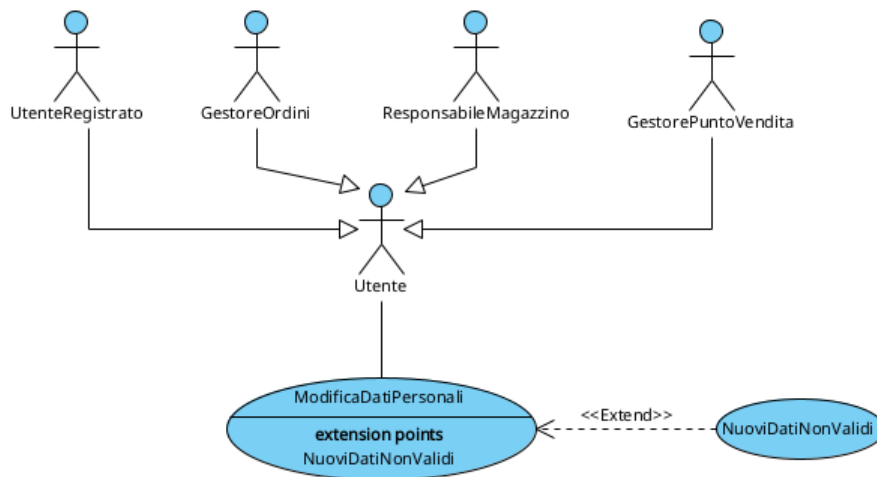 UtenteRegistrato
GestoreOrdini
ResponsabileMagazzino
GestorePuntoVendita
Utente
ModificaDatiPersonali
extension points
NuoviDatiNonValidi
<<Extend>>
NuoviDatiNonValidi